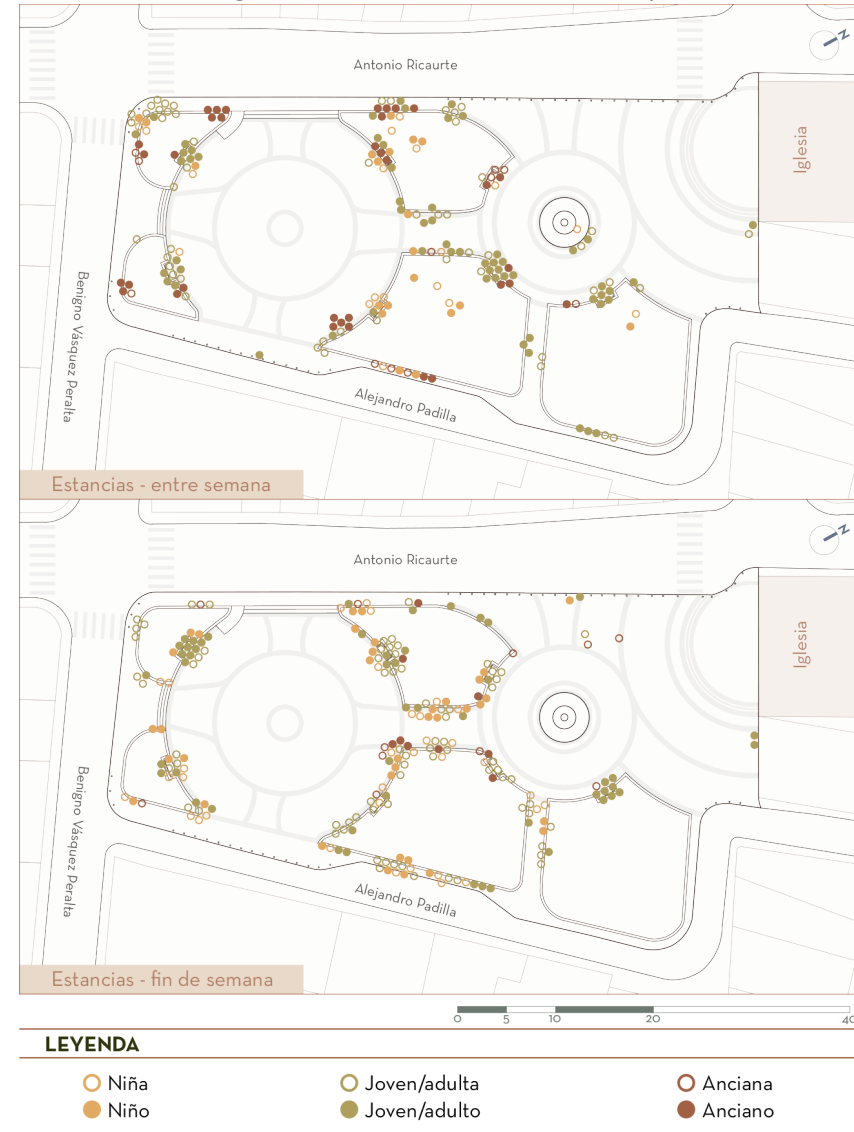 Antonio Ricaurte
N
Iglesia
Benigno Vásquez Peralta
Alejandro Padilla
Estancias - entre semana
Antonio Ricaurte
N
Iglesia
Benigno Vásquez Peralta
Alejandro Padilla
Estancias - fin de semana
0 5 10 20 40
LEYENDA
Niña Joven/adulta Anciana
Niño Joven/adulto Anciano